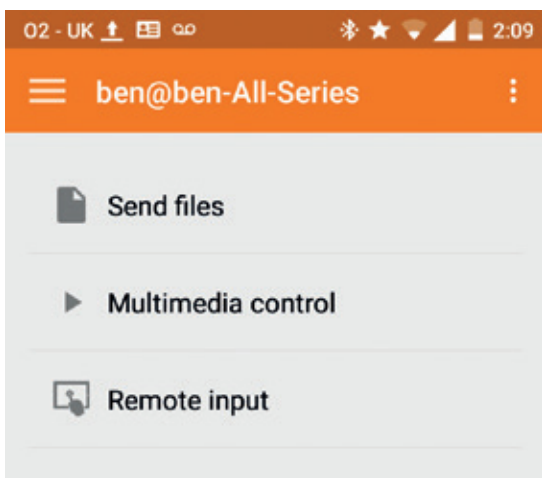 O2 - UK 2:09
ben@ben-All-Series
Send files
Multimedia control
Remote input